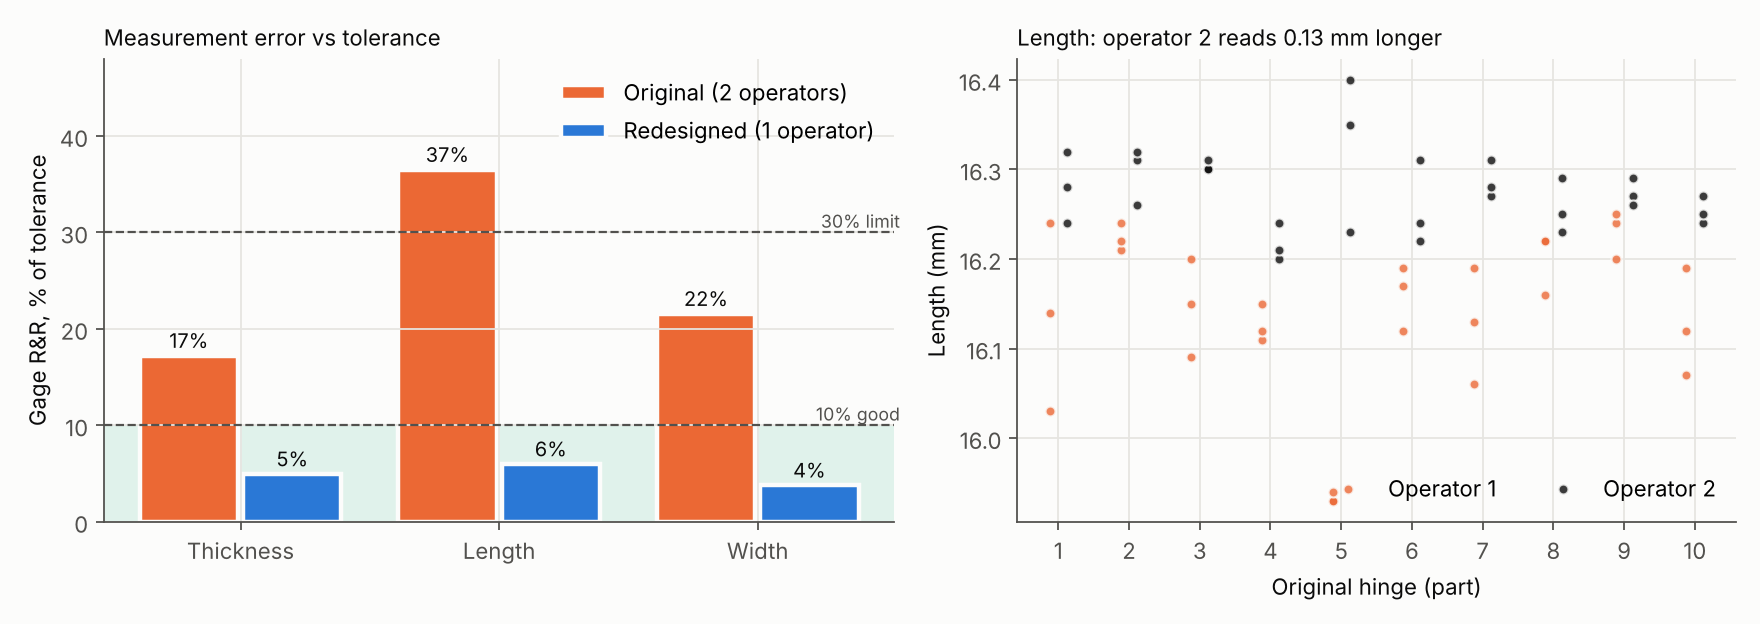 Measurement error vs tolerance
Gage R&R, % of tolerance
40
30
20
10
0
Original (2 operators)
Redesigned (1 operator)
37%
30% limit
22%
17%
10% good
5%
6%
4%
Thickness
Length
Width
Length: operator 2 reads 0.13 mm longer
Length (mm)
16.4
16.3
16.2
16.1
16.0
Operator 1
Operator 2
1
2
3
4
5
6
7
8
9
10
Original hinge (part)